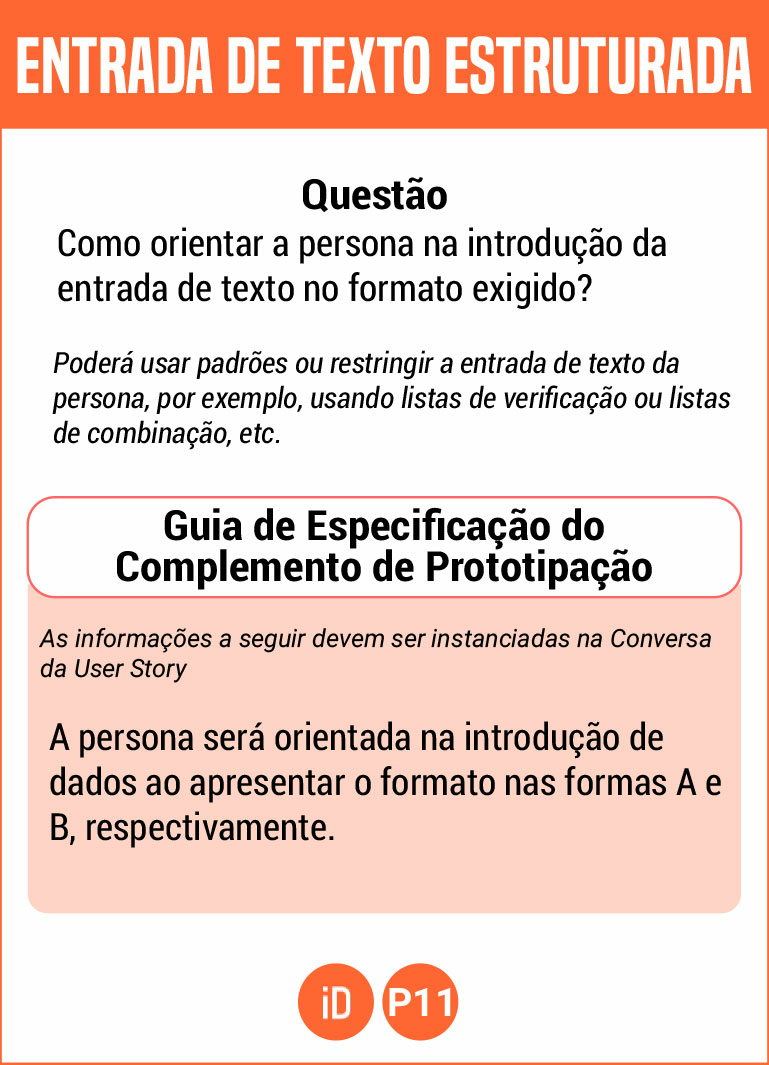 ENTRADA DE TEXTO ESTRUTURADA
Questão
Como orientar a persona na introdução da
entrada de texto no formato exigido?
Poderá usar padrões ou restringir a entrada de texto da
persona, por exemplo, usando listas de verificação ou listas
de combinação, etc.
Guia de Especificação do
Complemento de Prototipação
As informações a seguir devem ser instanciadas na Conversa
da User Story
A persona será orientada na introdução de
dados ao apresentar o formato nas formas A e
B, respectivamente.
iD P11